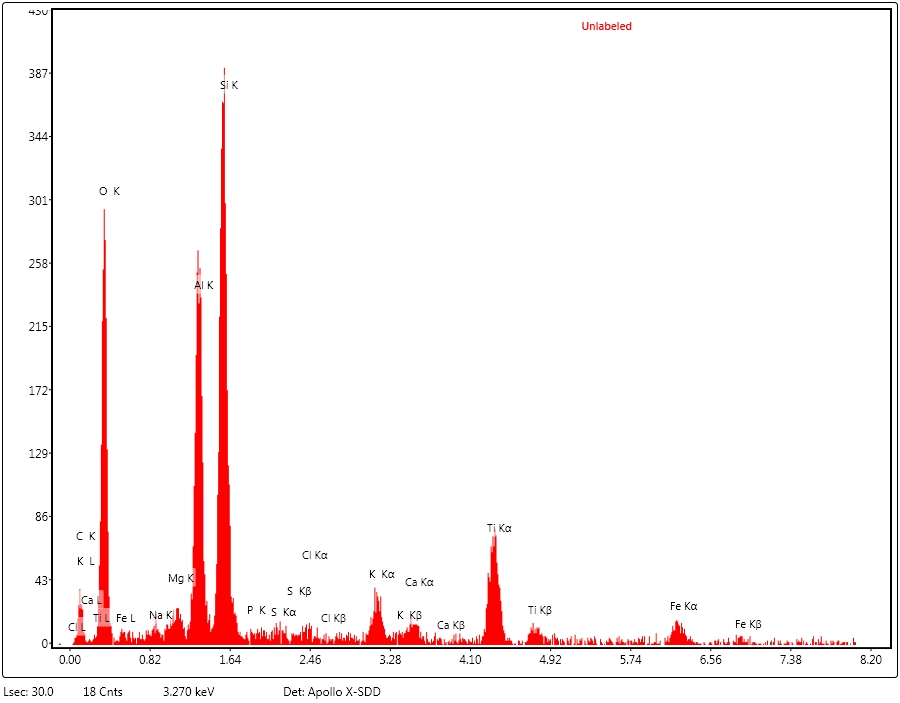 430
Unlabeled
387
Si K
344
O K
301
258
Al K
215
172
129
86
Ti Kα
C K
Cl Kα
K L
43
Mg K
K Kα
Ca Kα
S Kβ
Ca L
Fe Kα
P K
S Kα
Ti Kβ
Ti L
Fe L
Na K
Cl Kβ
K Kβ
Cl L
Ca Kβ
Fe Kβ
0
0.00 0.82 1.64 2.46 3.28 4.10 4.92 5.74 6.56 7.38 8.20
Lsec: 30.0 18 Cnts 3.270 keV Det: Apollo X-SDD